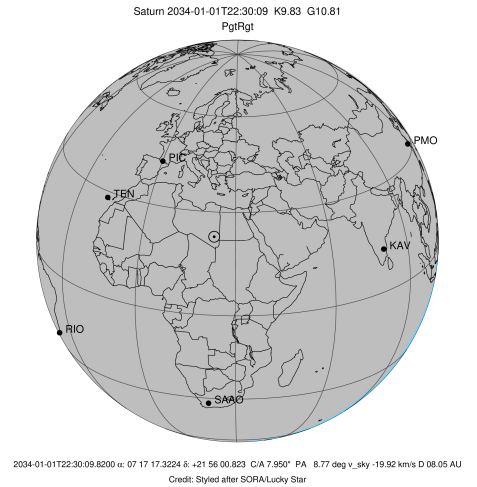 Saturn 2034-01-01T22:30:09 K9.83 G10.81
PgtRgt
PMO
PIC
TEN
KAV
RIO
SAAO
2034-01-01T22:30:09.8200 α: 07 17 17.3224 δ: +21 56 00.823 C/A 7.950" PA 8.77 deg v_sky -19.92 km/s D 08.05 AU
Credit: Styled after SORA/Lucky Star